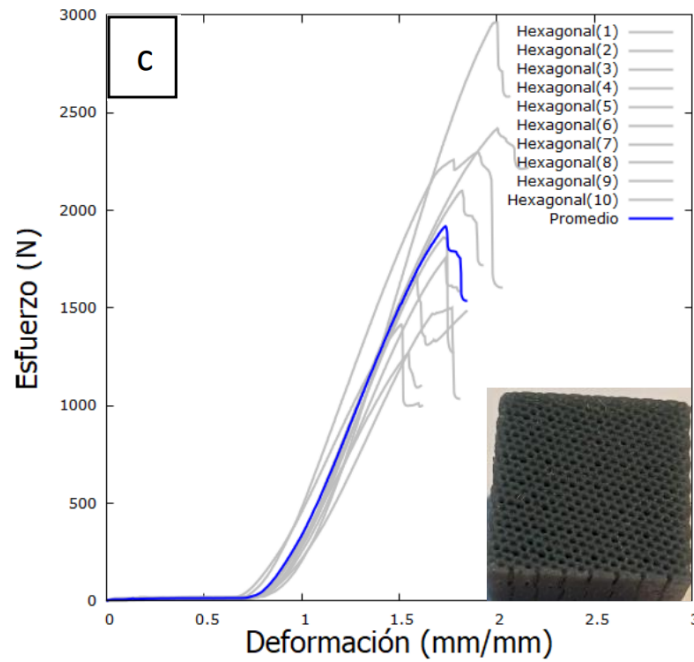 c
3000
2500
2000
1500
1000
500
0
Esfuerzo (N)
Hexagonal(1)
Hexagonal(2)
Hexagonal(3)
Hexagonal(4)
Hexagonal(5)
Hexagonal(6)
Hexagonal(7)
Hexagonal(8)
Hexagonal(9)
Hexagonal(10)
Promedio
0 0.5 1 1.5 2 2.5 3
Deformación (mm/mm)